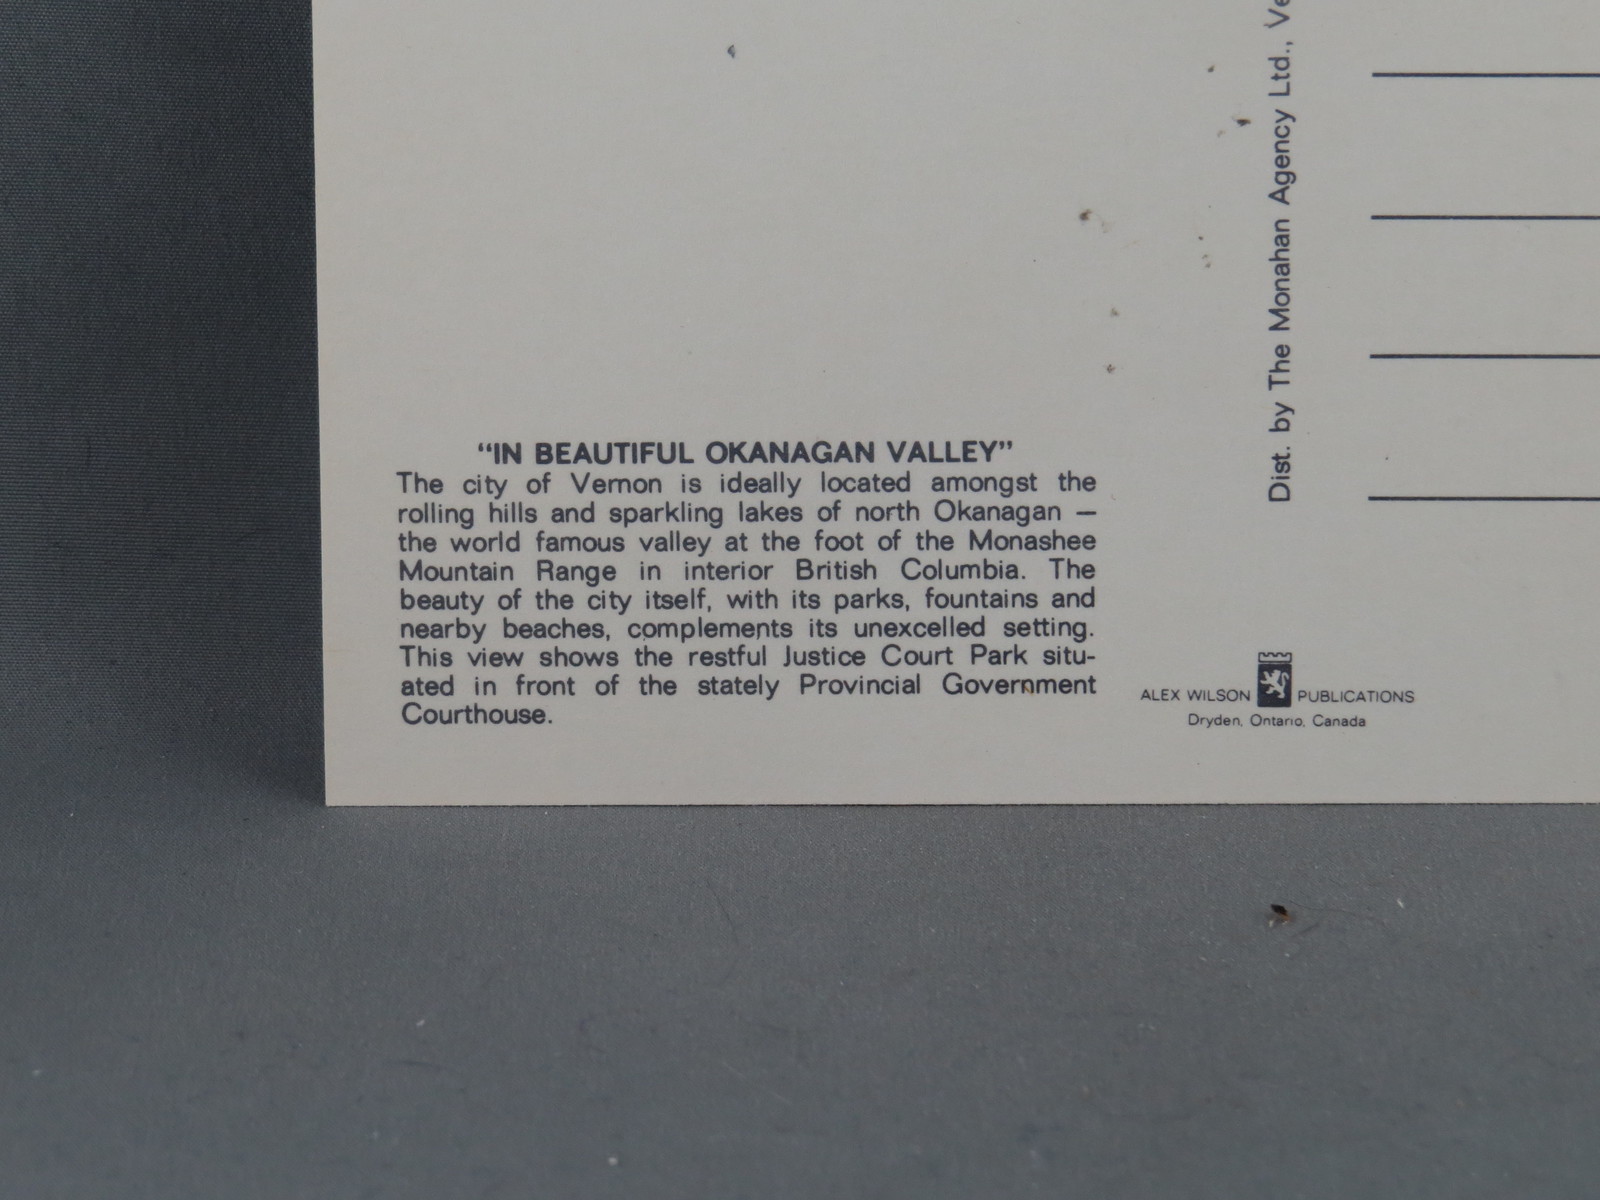 "IN BEAUTIFUL OKANAGAN VALLEY"
The city of Vernon is ideally located amongst the
rolling hills and sparkling lakes of north Okanagan —
the world famous valley at the foot of the Monashee
Mountain Range in interior British Columbia. The
beauty of the city itself, with its parks, fountains and
nearby beaches, complements its unexcelled setting.
This view shows the restful Justice Court Park situ-
ated in front of the stately Provincial Government
Courthouse.
Dist. by The Monahan Agency Ltd.,
ALEX WILSON PUBLICATIONS
Dryden, Ontario, Canada